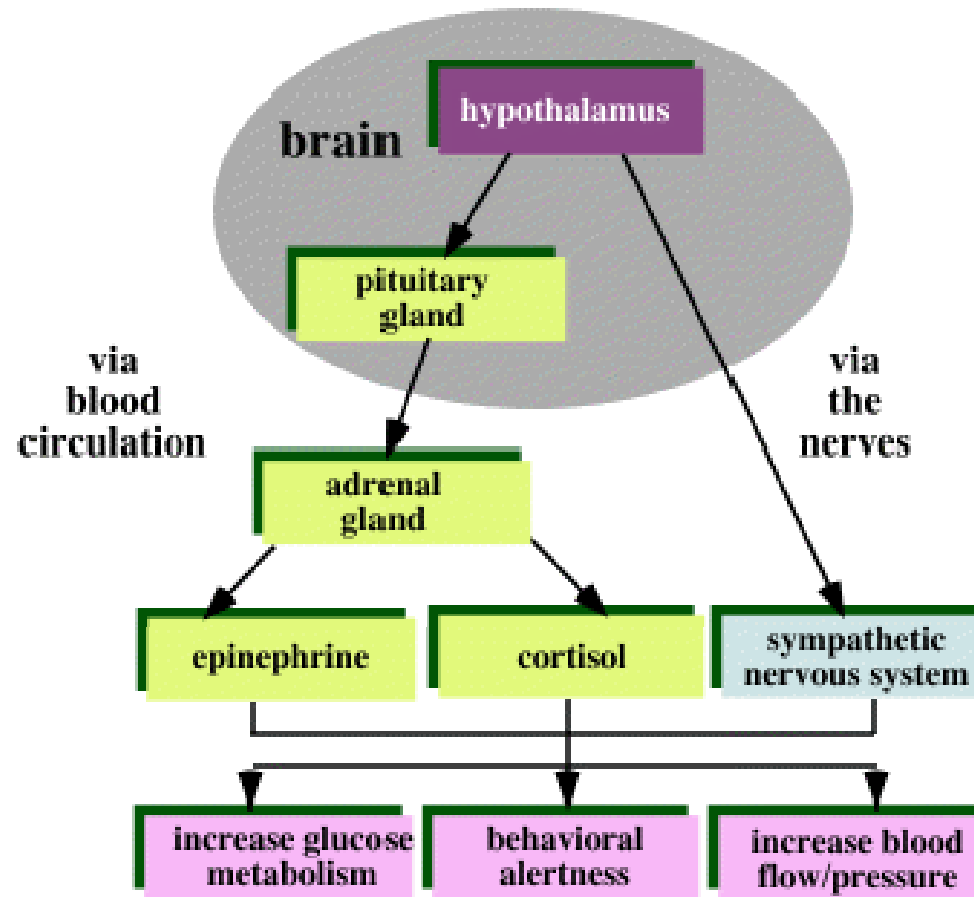 hypothalamus
brain
pituitary
gland
via
blood
circulation
via
the
nerves
adrenal
gland
epinephrine
cortisol
sympathetic
nervous system
increase glucose
metabolism
behavioral
alertness
increase blood
flow/pressure